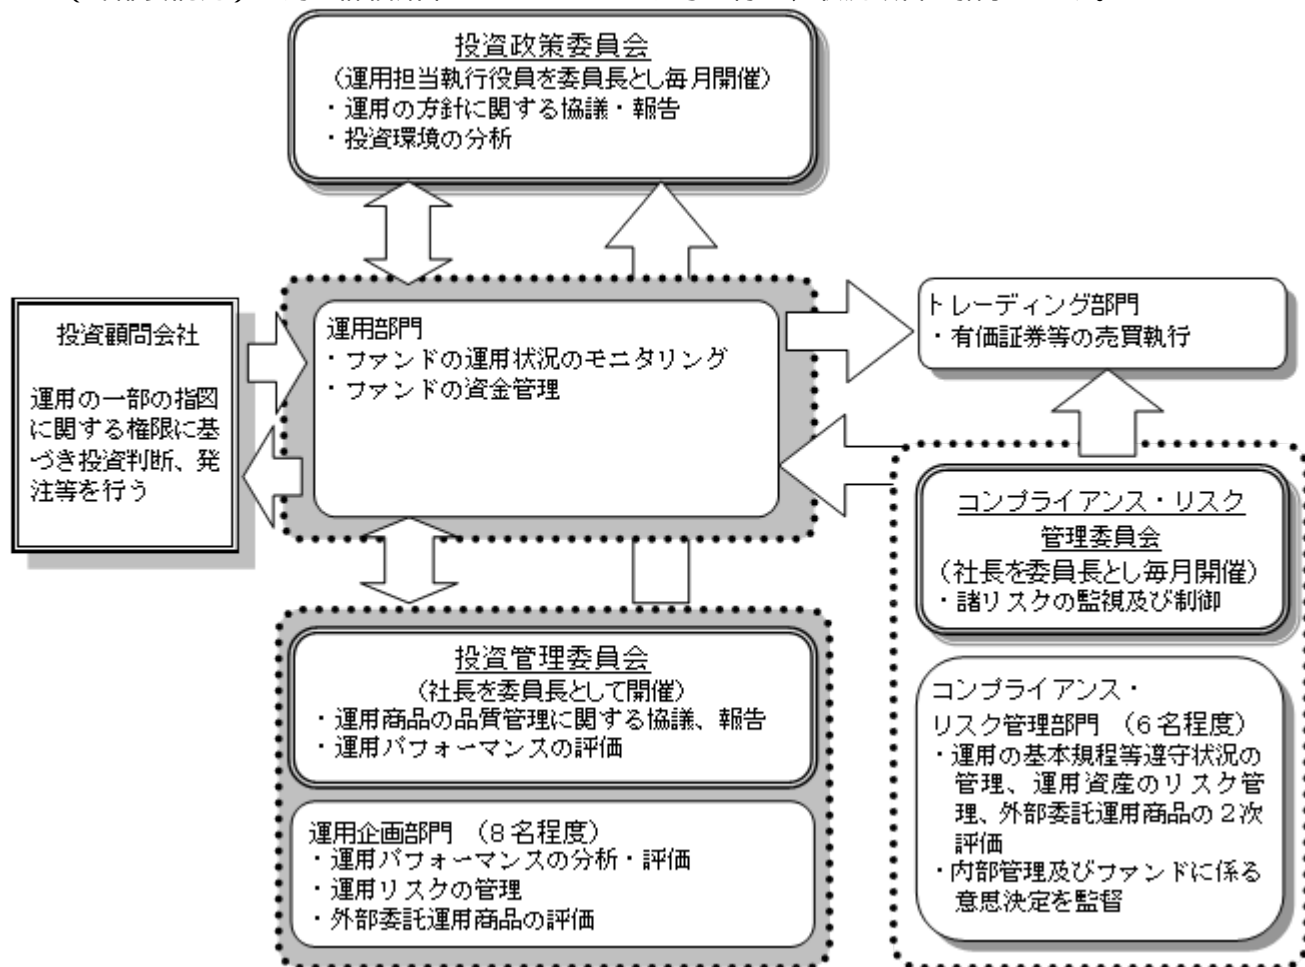 投資政策委員会
（運用担当執行役員を委員長とし毎月開催）
・運用の方針に関する協議・報告
・投資環境の分析
投資顧問会社
運用の一部の指図
に関する権限に基
づき投資判断、発
注等を行う
運用部門
・ファンドの運用状況のモニタリング
・ファンドの資金管理
トレーディング部門
・有価証券等の売買執行
コンプライアンス・リスク
管理委員会
（社長を委員長とし毎月開催）
・諸リスクの監視及び制御
コンプライアンス・
リスク管理部門　（６名程度）
・運用の基本規程等遵守状況の
管理、運用資産のリスク管
理、外部委託運用商品の２次
評価
・内部管理及びファンドに係る
意思決定を監督
投資管理委員会
（社長を委員長として開催）
・運用商品の品質管理に関する協議、報告
・運用パフォーマンスの評価
運用企画部門　（８名程度）
・運用パフォーマンスの分析・評価
・運用リスクの管理
・外部委託運用商品の評価